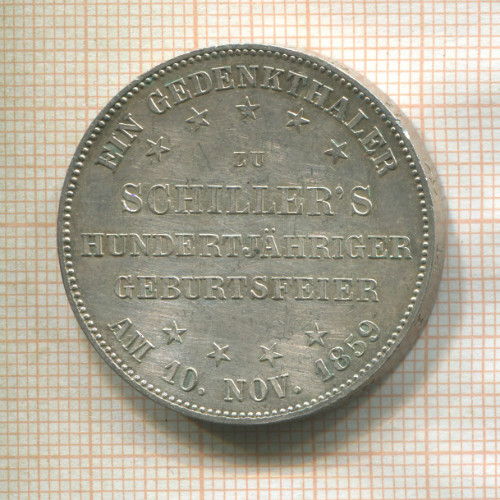 EIN GEDENKTHALER
ZU
SCHILLER'S
HUNDERTJÄHRIGER
GEBURTSFEIER
AM 10. NOV. 1859